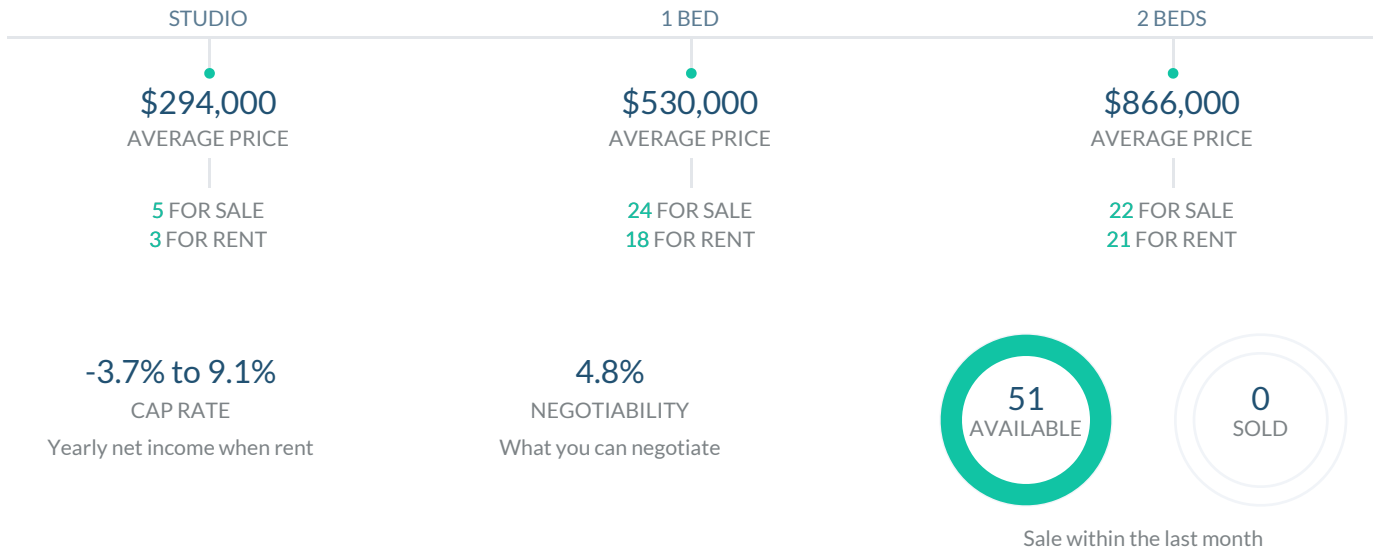 STUDIO
$294,000
AVERAGE PRICE
5 FOR SALE
3 FOR RENT
1 BED
$530,000
AVERAGE PRICE
24 FOR SALE
18 FOR RENT
2 BEDS
$866,000
AVERAGE PRICE
22 FOR SALE
21 FOR RENT
-3.7% to 9.1%
CAP RATE
Yearly net income when rent
4.8%
NEGOTIABILITY
What you can negotiate
51
AVAILABLE
0
SOLD
Sale within the last month